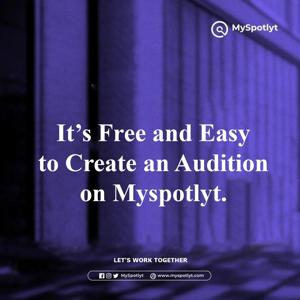 MySpotlyt
It's Free and Easy
to Create an Audition
on Myspotlyt.
LET'S WORK TOGETHER
MySpotlyt www.myspotlyt.com